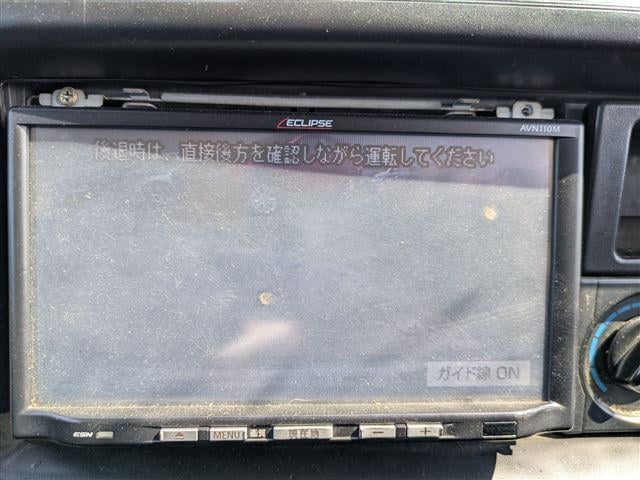 ECLIPSE
AVN110M
後退時は、直接後方を確認しながら運転してください
ガイド線 ON
ESN
MENU
現在地
− +